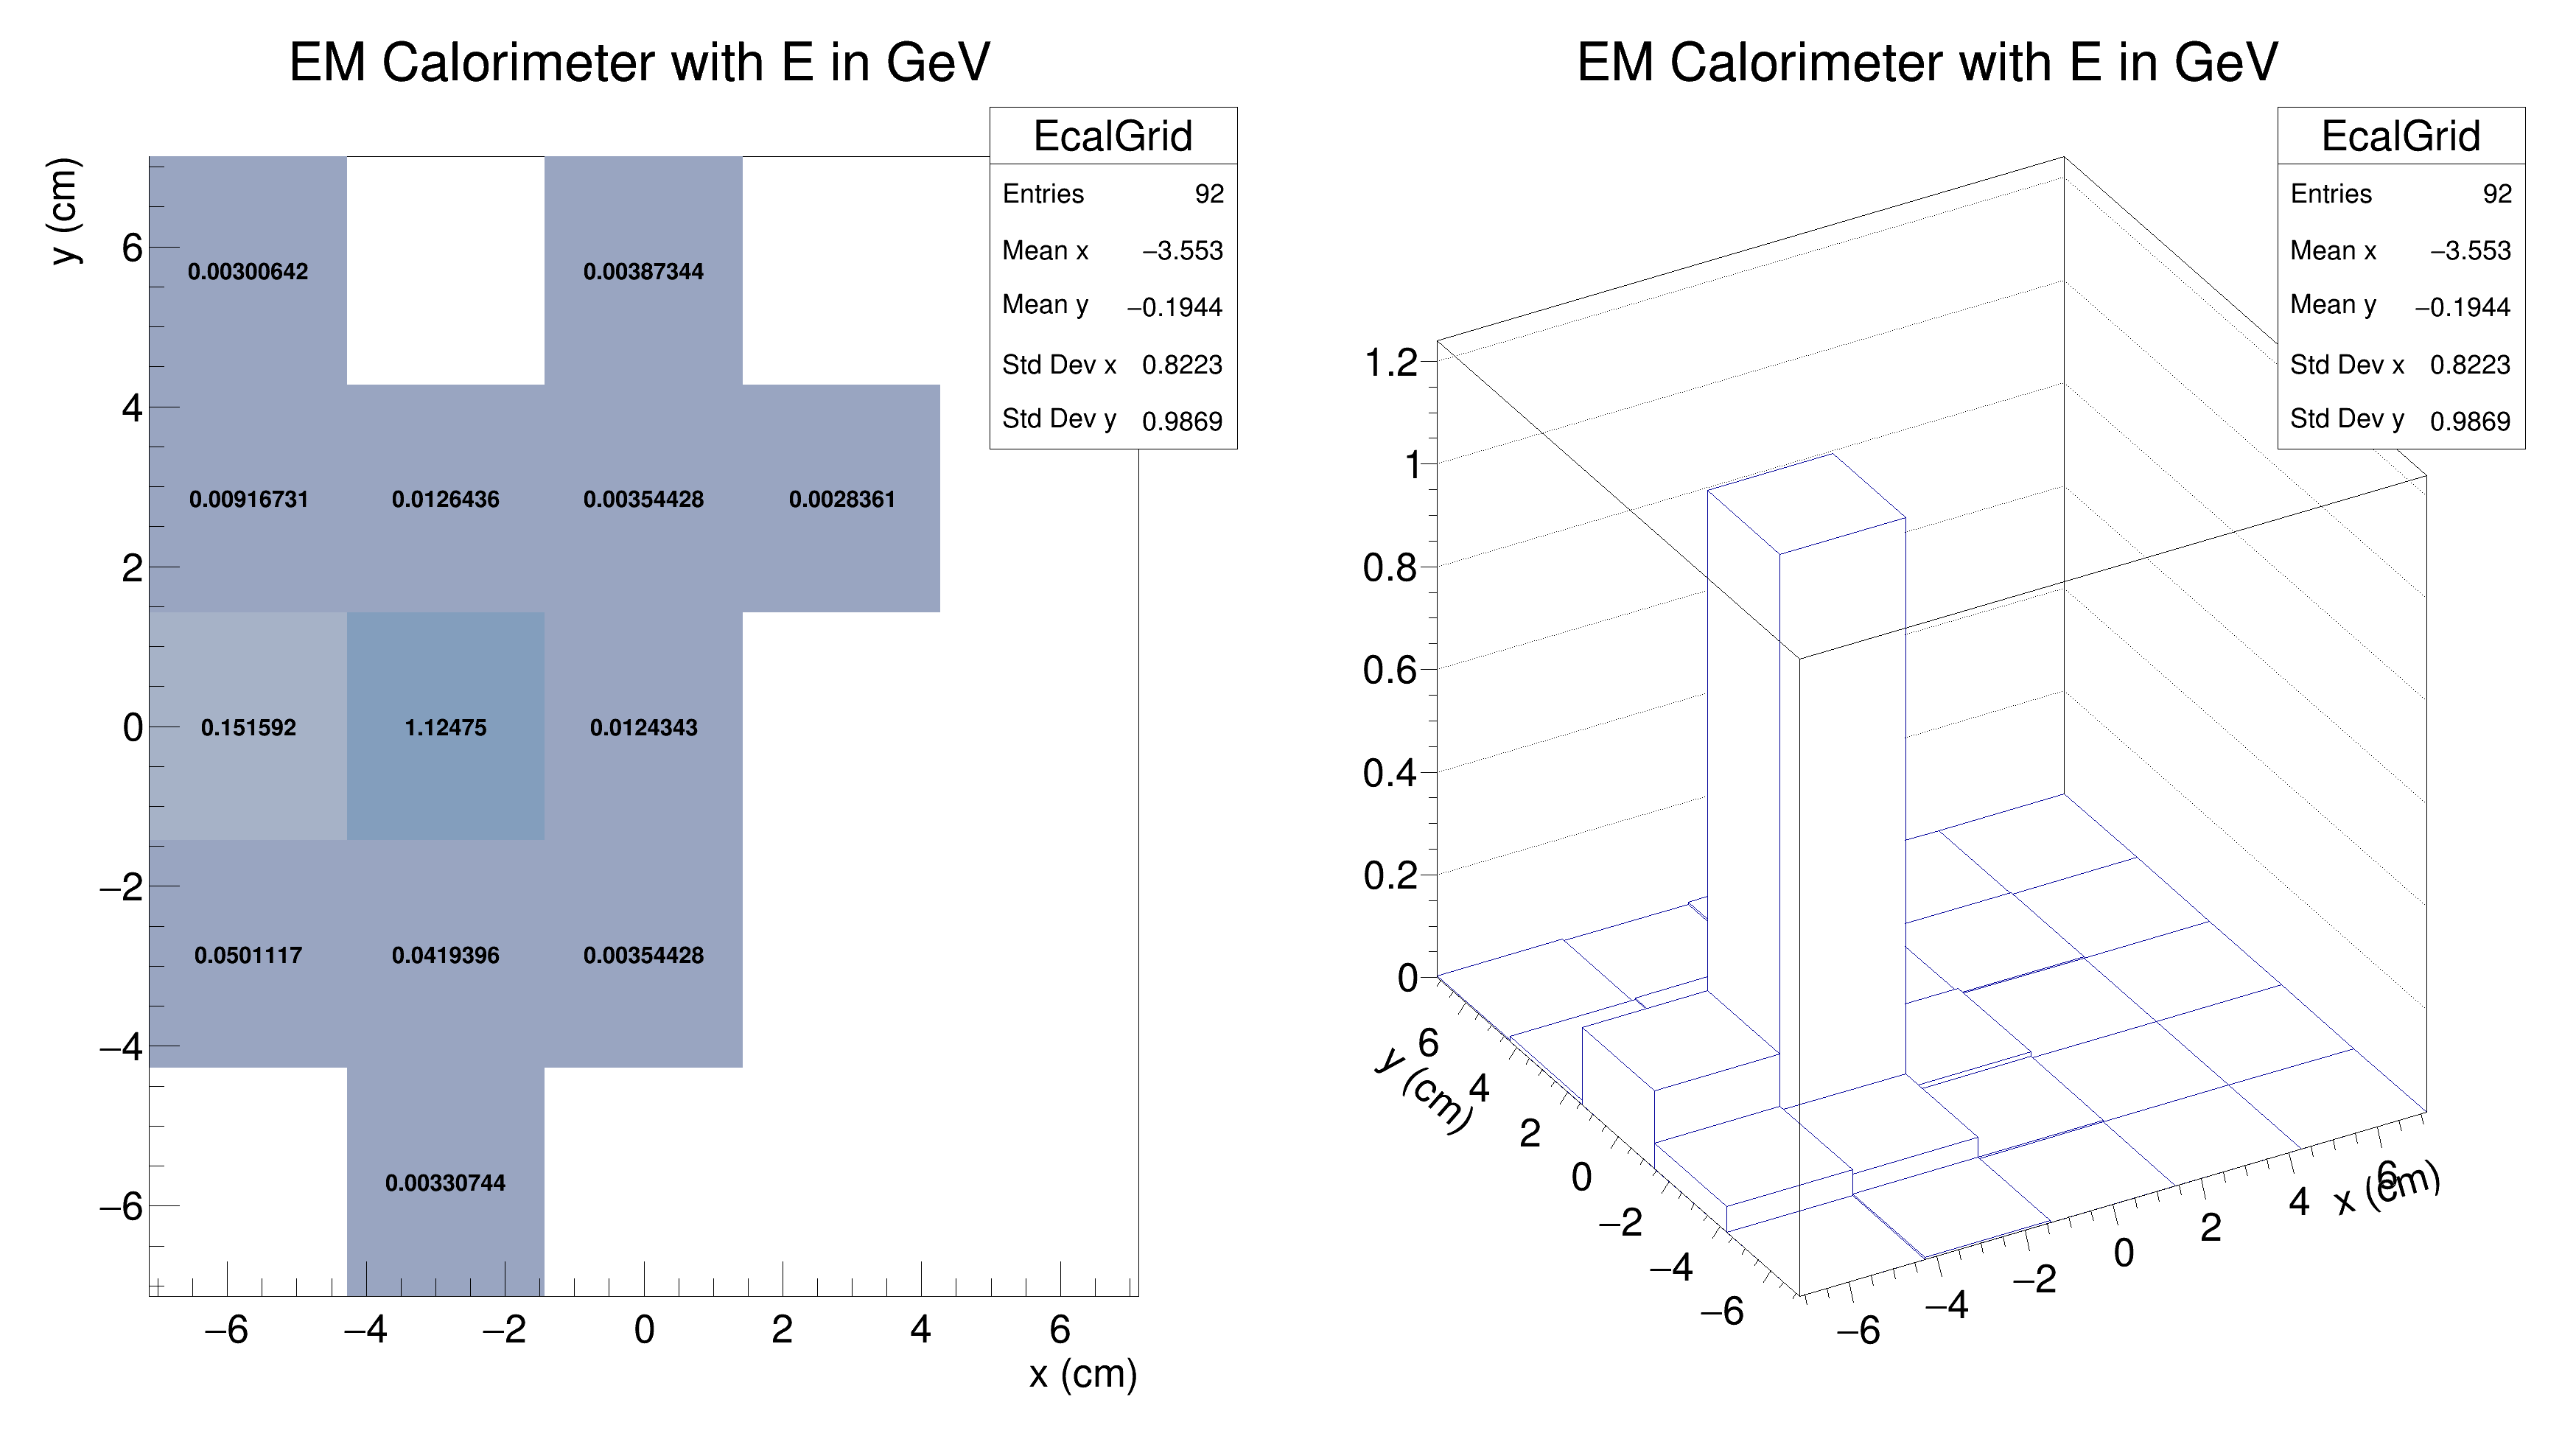 EM Calorimeter with E in GeV
EcalGrid
Entries 92
Mean x −3.553
Mean y −0.1944
Std Dev x 0.8223
Std Dev y 0.9869
y (cm)
6
4
2
0
−2
−4
−6
0.00300642 0.00387344
0.00916731 0.0126436 0.00354428 0.0028361
0.151592 1.12475 0.0124343
0.0501117 0.0419396 0.00354428
0.00330744
−6 −4 −2 0 2 4 6
x (cm)
EM Calorimeter with E in GeV
EcalGrid
Entries 92
Mean x −3.553
Mean y −0.1944
Std Dev x 0.8223
Std Dev y 0.9869
1.2
1
0.8
0.6
0.4
0.2
0
y (cm)
6
4
2
0
−2
−4
−6
−6 −4 −2 0 2 4 6
x (cm)